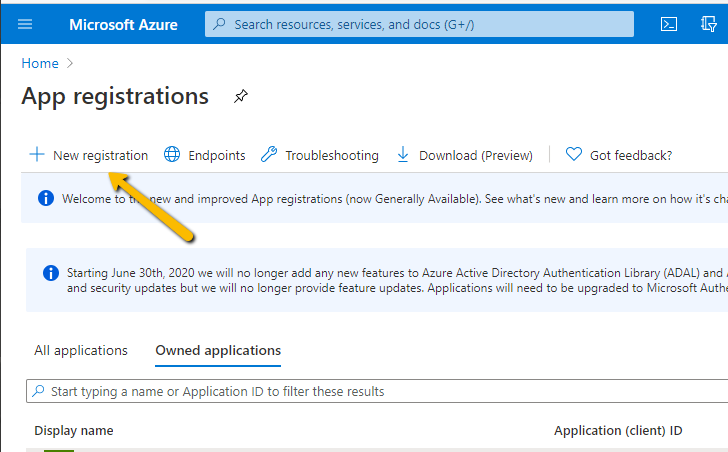 Microsoft Azure
Search resources, services, and docs (G+/)
Home
App registrations
New registration
Endpoints
Troubleshooting
Download (Preview)
Got feedback?
Welcome to the new and improved App registrations (now Generally Available). See what's new and learn more on how it's cha
Starting June 30th, 2020 we will no longer add any new features to Azure Active Directory Authentication Library (ADAL) and A
and security updates but we will no longer provide feature updates. Applications will need to be upgraded to Microsoft Authe
All applications
Owned applications
Start typing a name or Application ID to filter these results
Display name
Application (client) ID